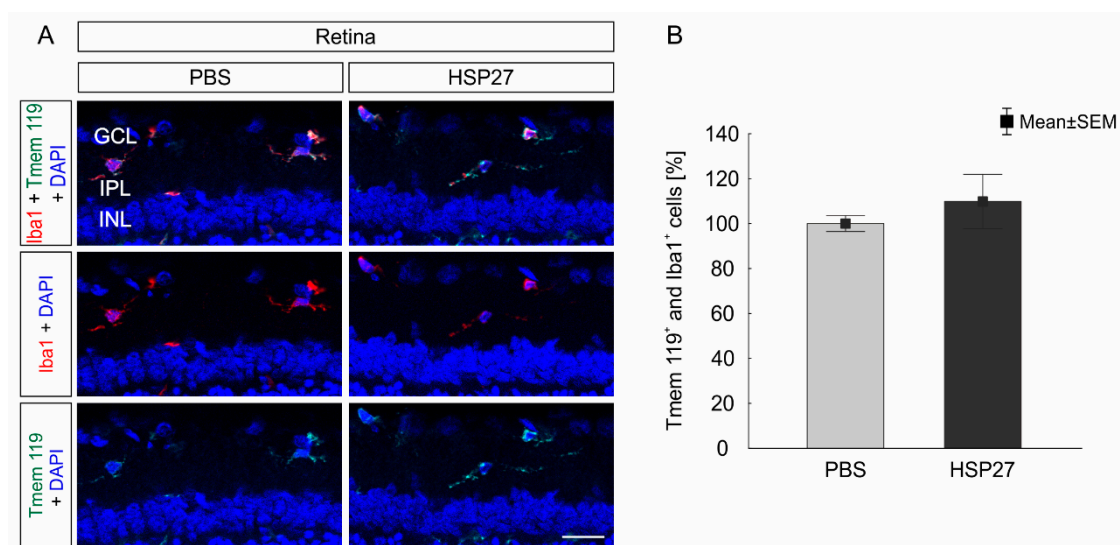 A
Retina
PBS
HSP27
Iba1 + Tmem 119
+ DAPI
GCL
IPL
INL
Iba1 + DAPI
Tmem 119
+ DAPI
B
Mean±SEM
Tmem 119⁺ and Iba1⁺ cells [%]
140
120
100
80
60
40
20
0
PBS
HSP27